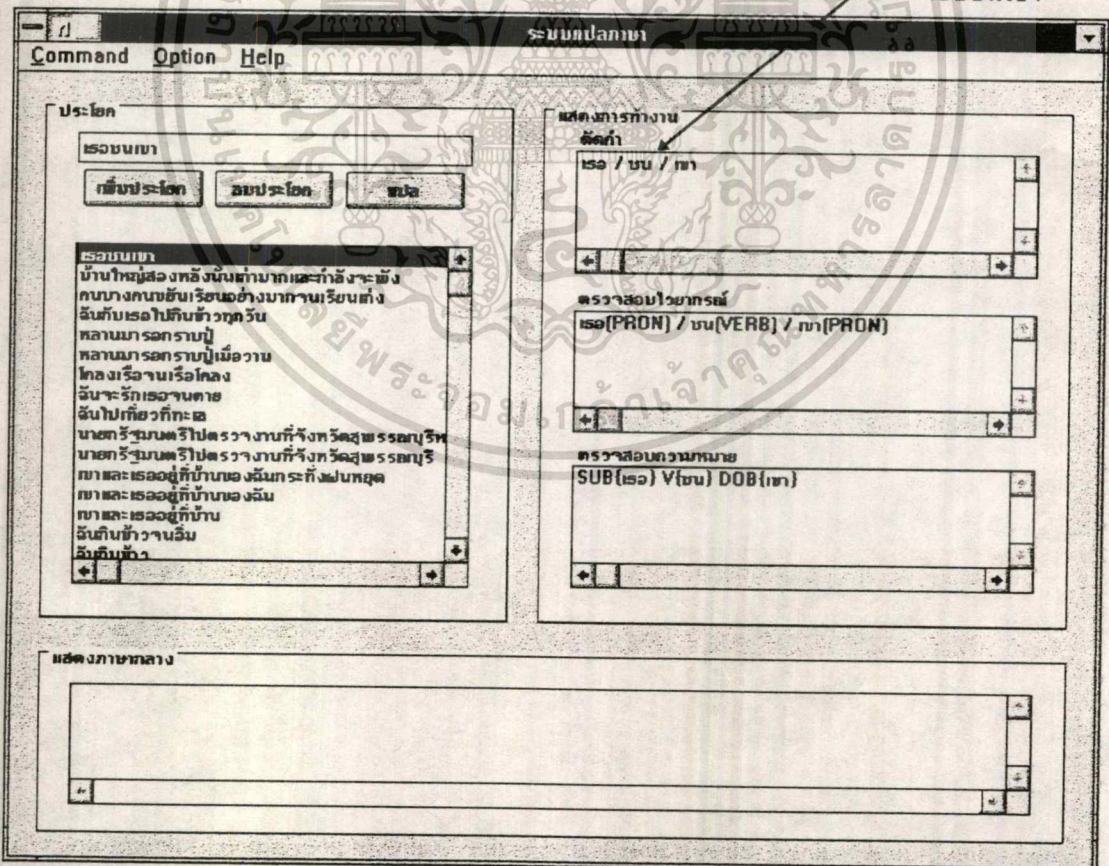 ระบบแปลภาษา
Command Option Help
ประโยค
เธอชนเขา
เพิ่มประโยค ลบประโยค แปล
เธอชนเขา
บ้านใหญ่สองหลังนั้นเก่ามากและกำลังจะพัง
คนบางคนขยันเรียนอย่างมากจนเรียนเก่ง
ฉันกับเธอไปกินข้าวทุกวัน
หลานมารอกราบปู่
หลานมารอกราบปู่เมื่อวาน
โคลงเรือจนเรือโคลง
ฉันจะรักเธอจนตาย
ฉันไปเที่ยวที่ทะเล
นายกรัฐมนตรีไปตรวจงานที่จังหวัดสุพรรณบุรีห
นายกรัฐมนตรีไปตรวจงานที่จังหวัดสุพรรณบุรี
เขาและเธออยู่ที่บ้านของฉันกระทั่งฝนหยุด
เขาและเธออยู่ที่บ้านของฉัน
เขาและเธออยู่ที่บ้าน
ฉันกินข้าวจนอิ่ม
ฉันกินข้าว
แสดงการทำงาน
ตัดคำ
เธอ / ชน / เขา
ตรวจสอบไวยากรณ์
เธอ(PRON) / ชน(VERB) / เขา(PRON)
ตรวจสอบความหมาย
SUB{เธอ} V{ชน} DOB{เขา}
แสดงภาษากลาง